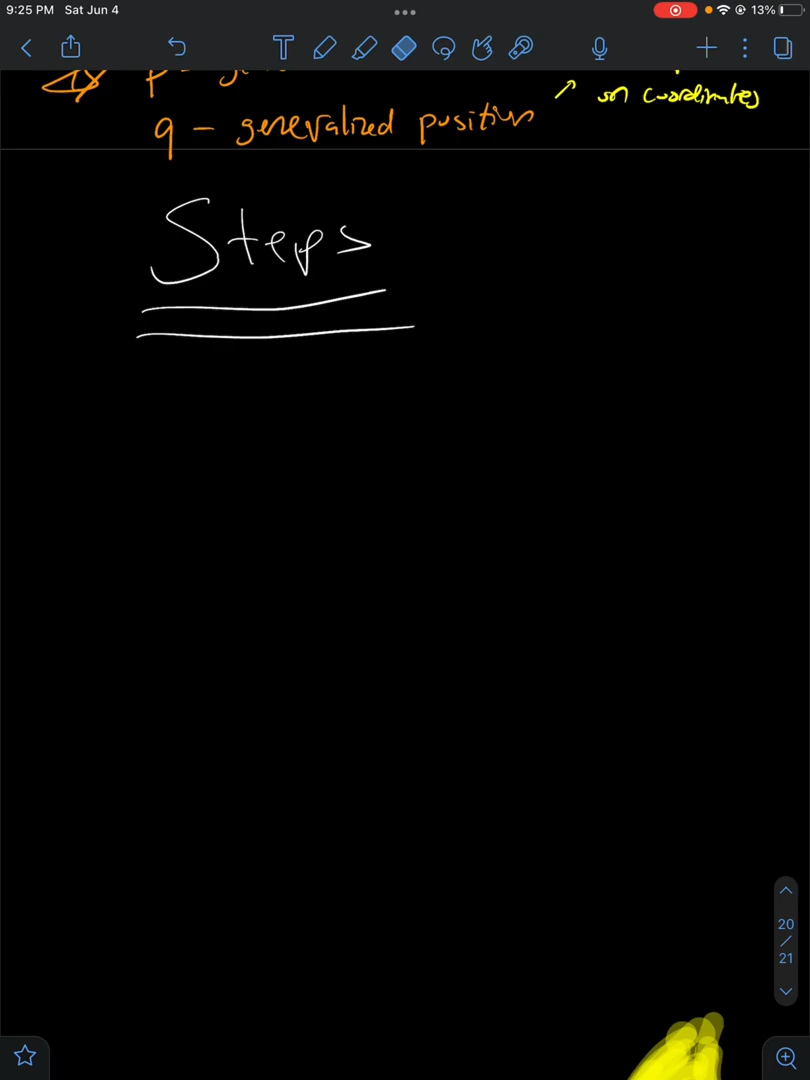 9:25 PM Sat Jun 4
13%
p -
on coordinates
q - generalized position
Steps
20
/
21